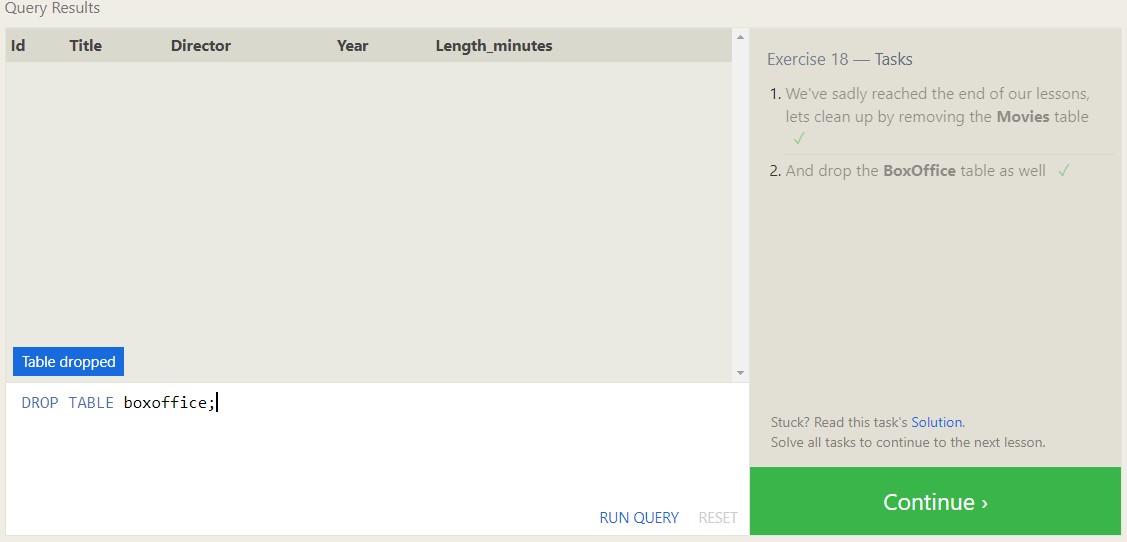 Query Results
Id Title Director Year Length_minutes
Table dropped
DROP TABLE boxoffice;
RUN QUERY RESET
Exercise 18 — Tasks
1. We've sadly reached the end of our lessons,
lets clean up by removing the Movies table
✓
2. And drop the BoxOffice table as well ✓
Stuck? Read this task's Solution.
Solve all tasks to continue to the next lesson.
Continue ›